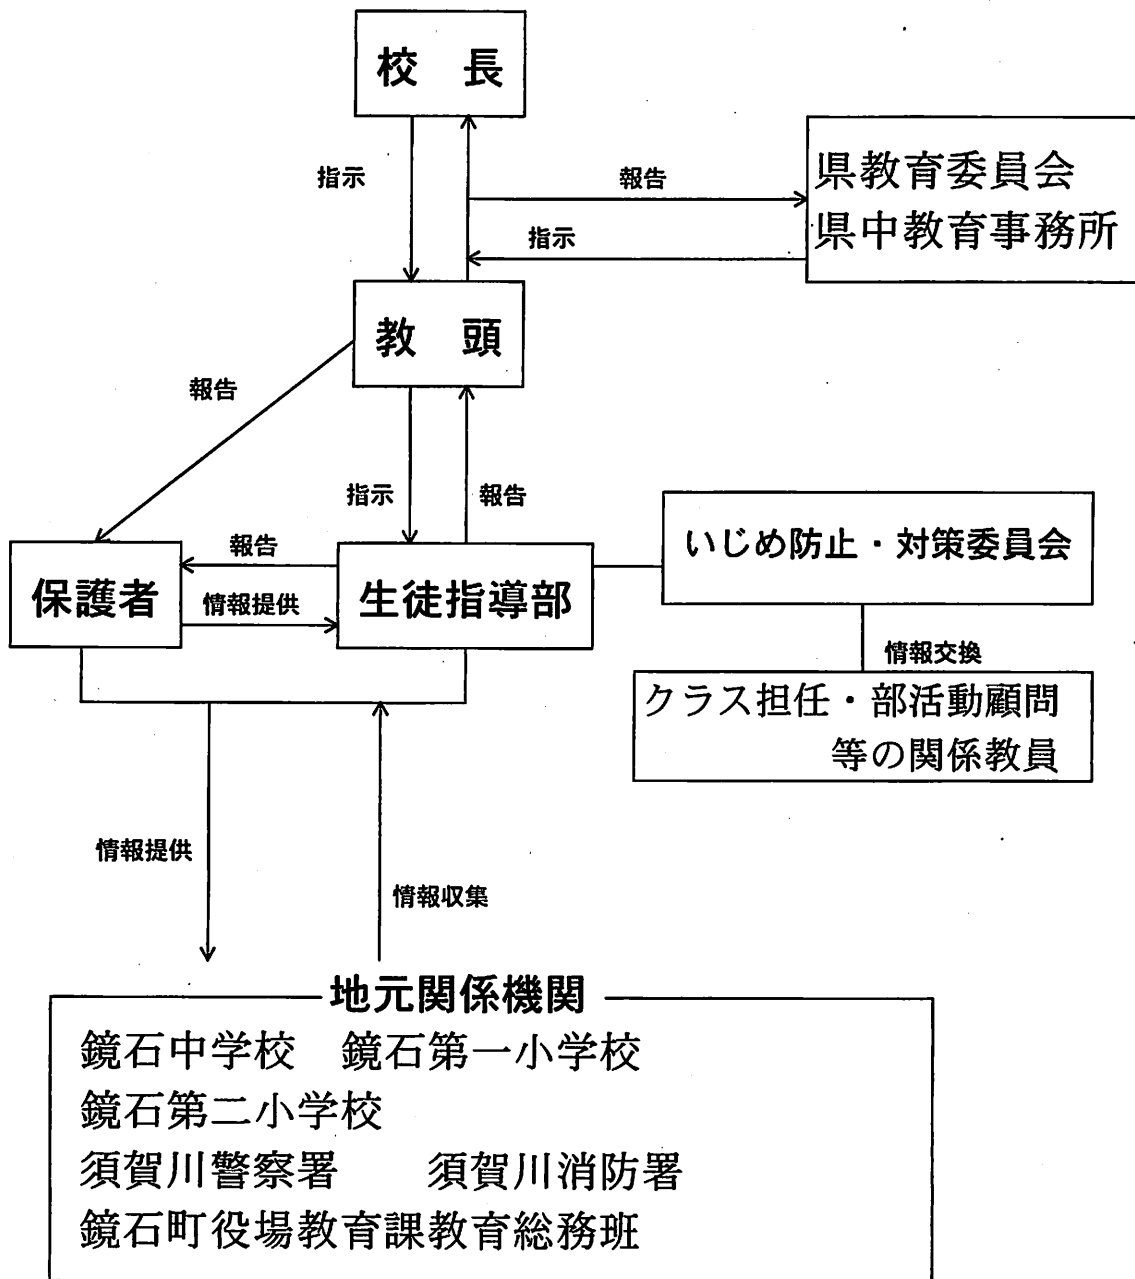 校　長
指示
報告
県教育委員会
県中教育事務所
指示
教　頭
報告
指示
報告
いじめ防止・対策委員会
保護者
報告
情報提供
生徒指導部
情報交換
クラス担任・部活動顧問
等の関係教員
情報提供
情報収集
地元関係機関
鏡石中学校　鏡石第一小学校
鏡石第二小学校
須賀川警察署　　須賀川消防署
鏡石町役場教育課教育総務班